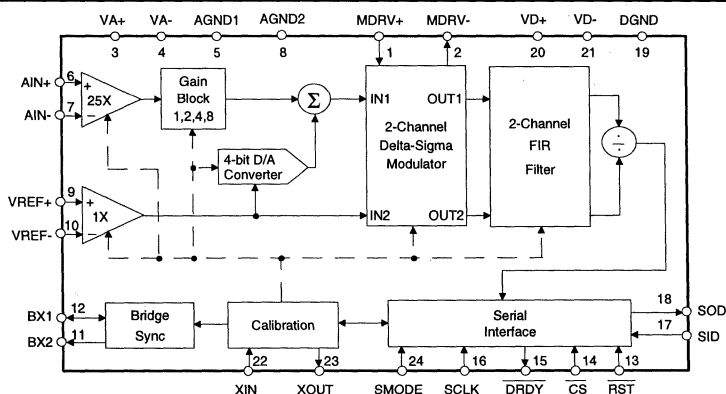 VA+ VA- AGND1 AGND2 MDRV+ MDRV- VD+ VD- DGND
3 4 5 8 1 2 20 21 19
AIN+ 6
AIN- 7
+
25X
−
Gain
Block
1,2,4,8
Σ
IN1 OUT1
2-Channel
Delta-Sigma
Modulator
IN2 OUT2
2-Channel
FIR
Filter
÷
4-bit D/A
Converter
VREF+ 9
VREF- 10
+
1X
−
BX1 12
BX2 11
Bridge
Sync
Calibration
Serial
Interface
18 SOD
17 SID
22 23 24 16 15 14 13
XIN XOUT SMODE SCLK DRDY CS RST